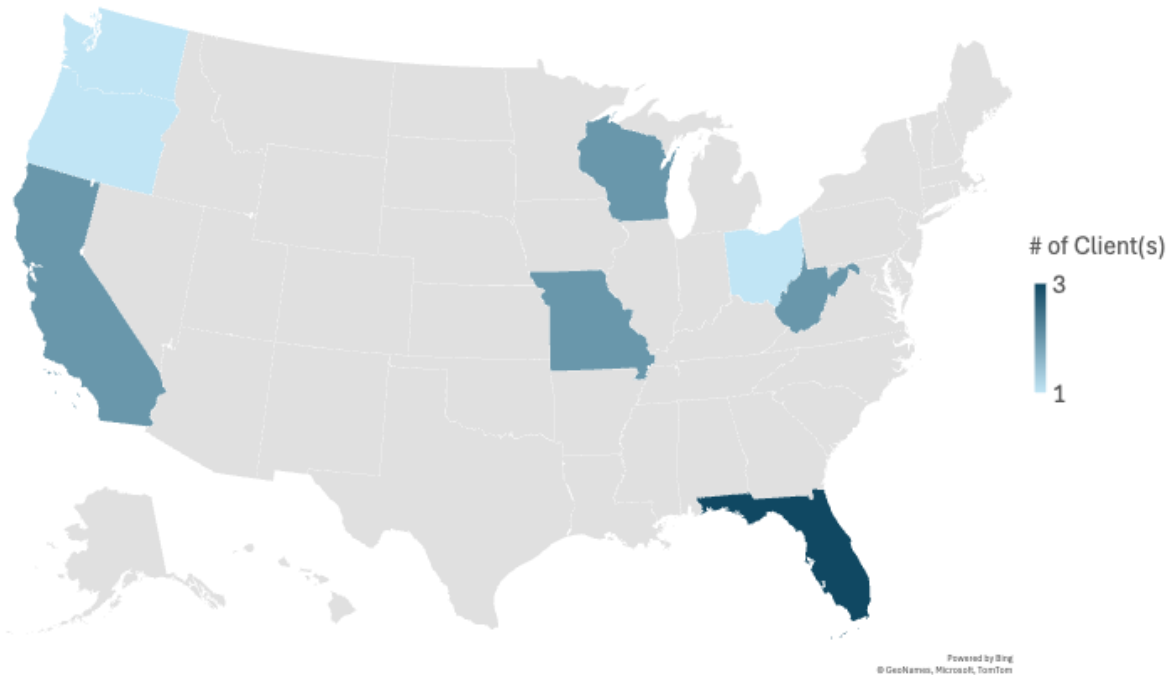 # of Client(s)
3
1
Powered by Bing
© GeoNames, Microsoft, TomTom